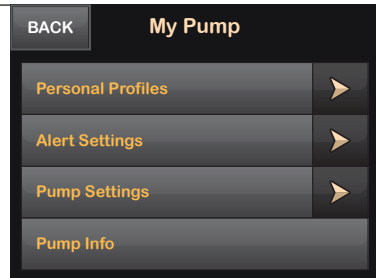 BACK
My Pump
Personal Profiles
Alert Settings
Pump Settings
Pump Info